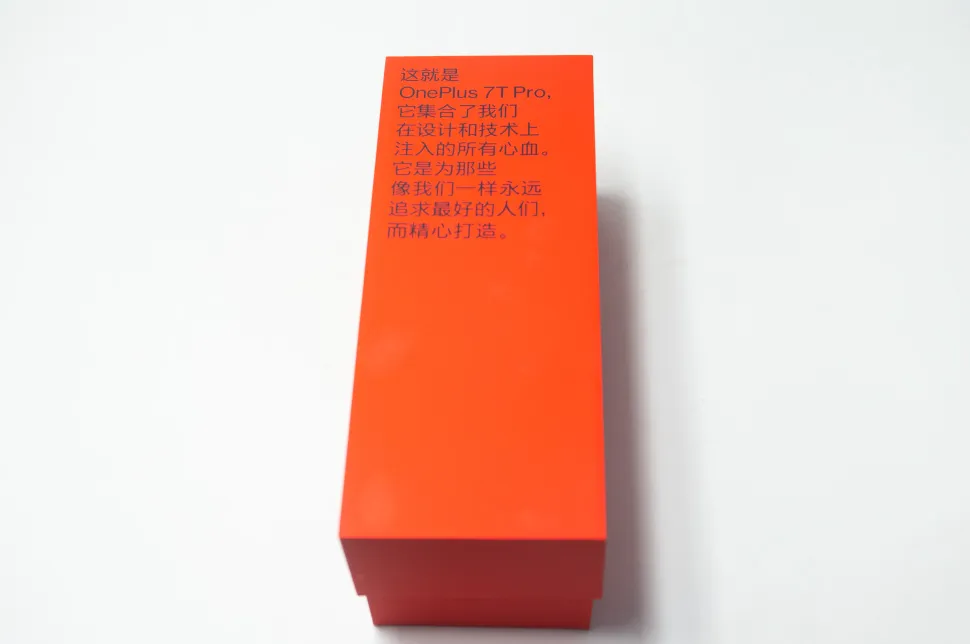 这就是
OnePlus 7T Pro,
它集合了我们
在设计和技术上
注入的所有心血。
它是为那些
像我们一样永远
追求最好的人们,
而精心打造。